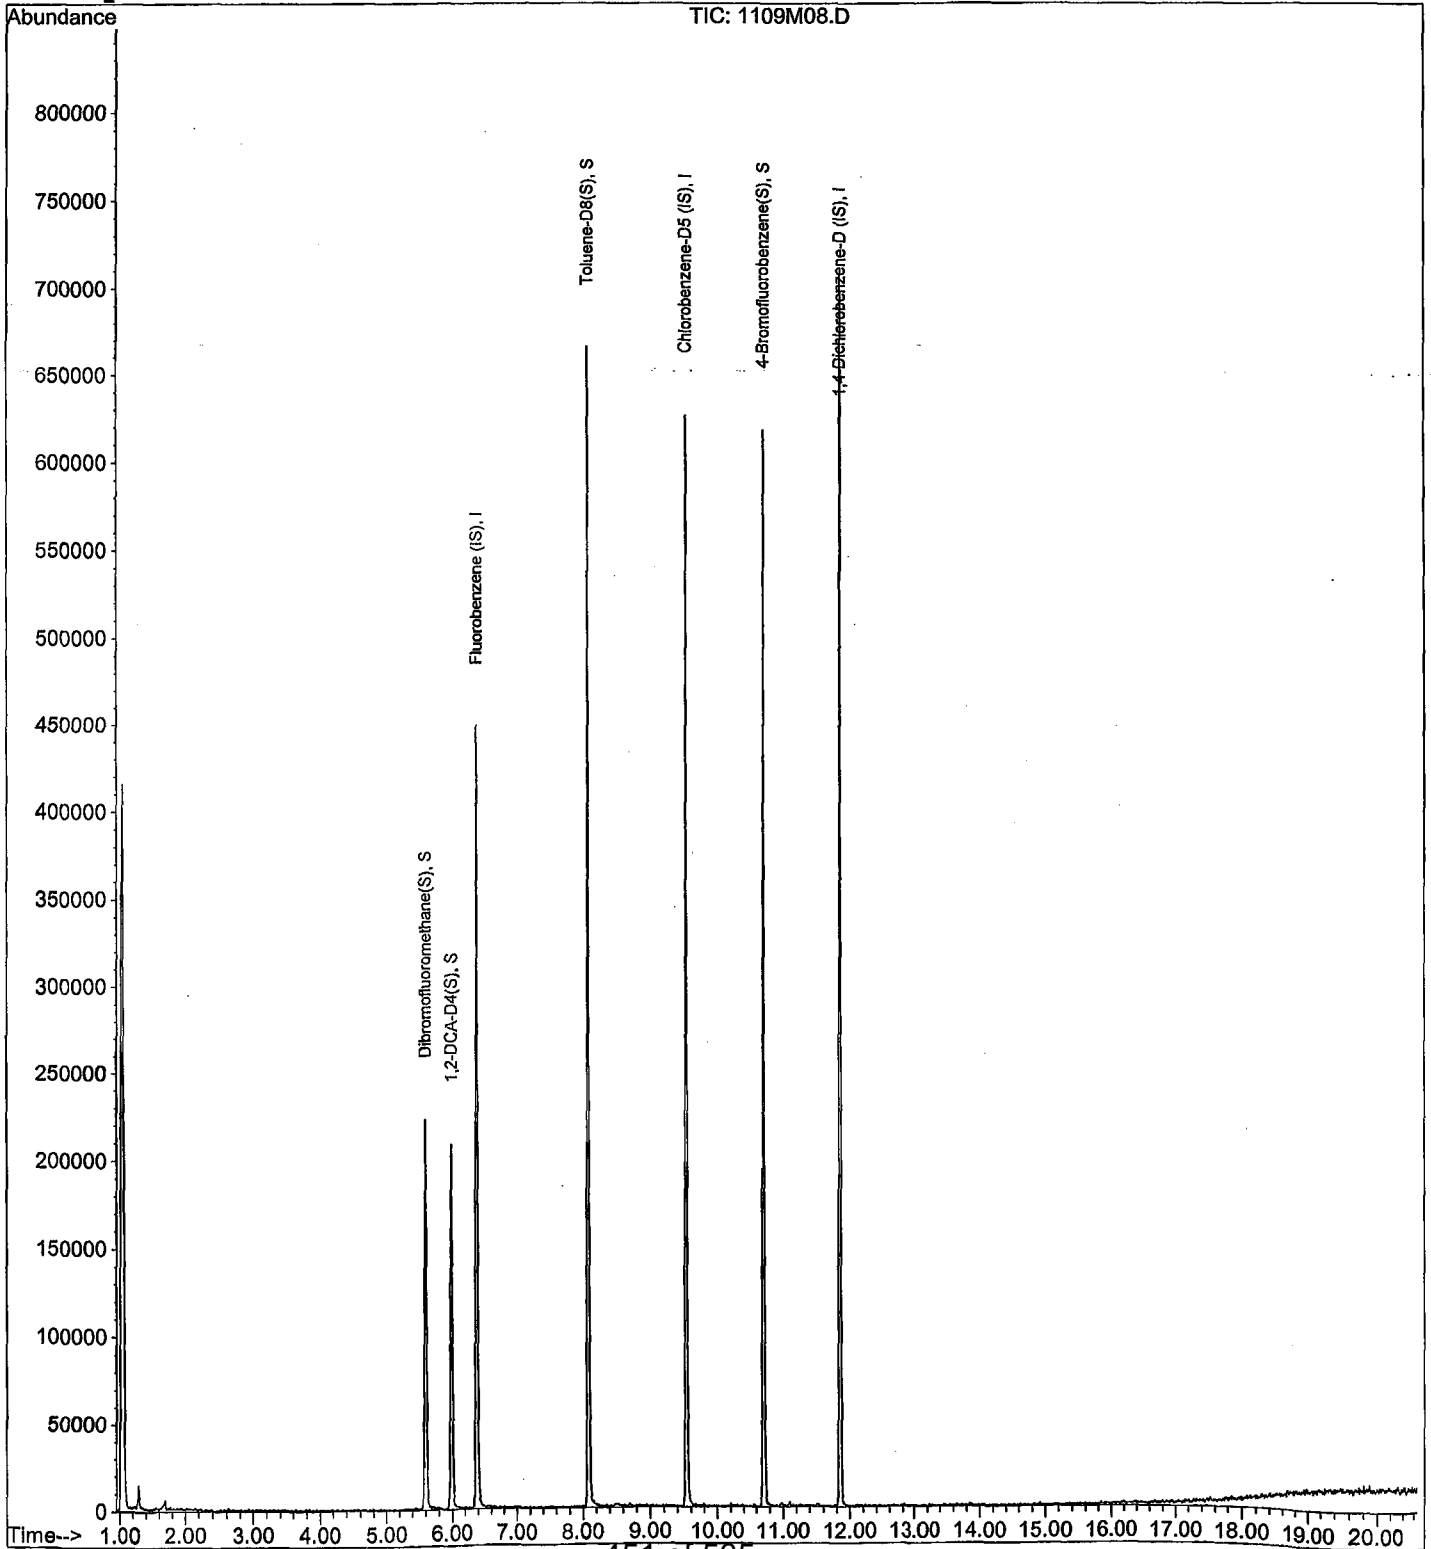 Abundance
TIC: 1109M08.D
800000
750000
700000
650000
600000
550000
500000
450000
400000
350000
300000
250000
200000
150000
100000
50000
0
Dibromofluoromethane(S), S
1,2-DCA-D4(S), S
Fluorobenzene (IS), I
Toluene-D8(S), S
Chlorobenzene-D5 (IS), I
4-Bromofluorobenzene(S), S
1,4-Dichlorobenzene-D (IS), I
Time--> 1.00 2.00 3.00 4.00 5.00 6.00 7.00 8.00 9.00 10.00 11.00 12.00 13.00 14.00 15.00 16.00 17.00 18.00 19.00 20.00